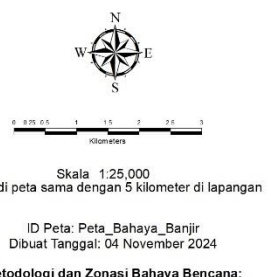 N
W E
S
0 0.25 0.5 1 1.5 2 2.5 3
Kilometers
Skala 1:25,000
di peta sama dengan 5 kilometer di lapangan
ID Peta: Peta_Bahaya_Banjir
Dibuat Tanggal: 04 November 2024
etodologi dan Zonasi Bahaya Bencana: